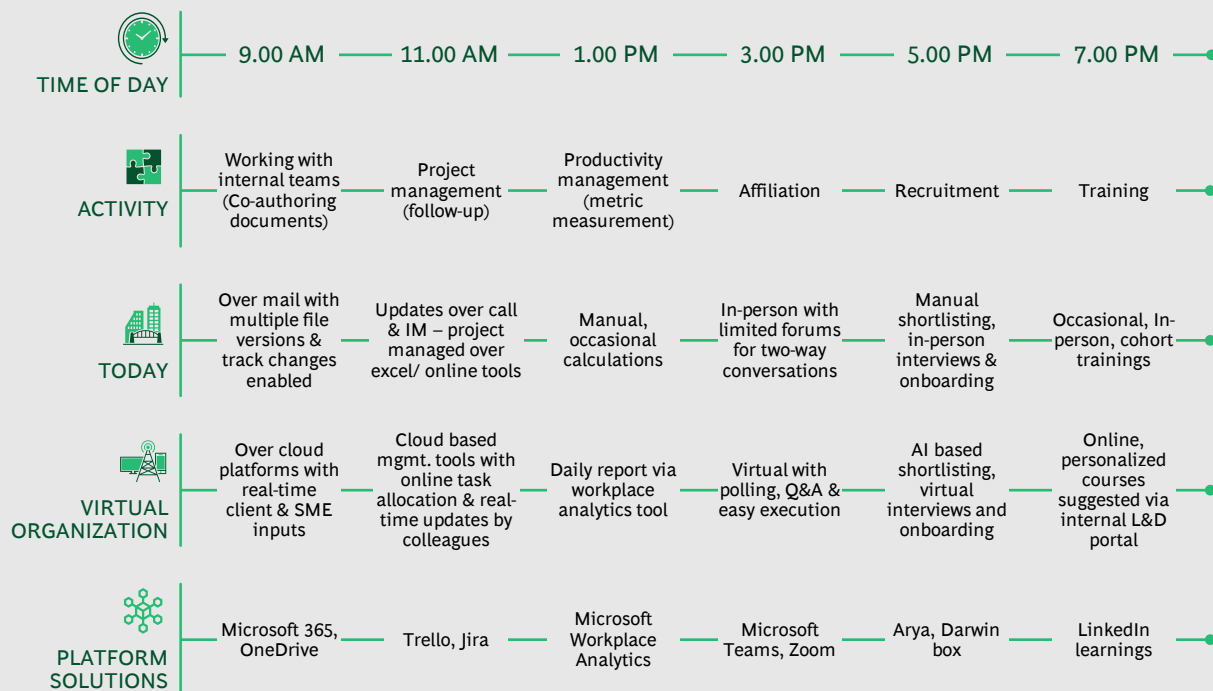 TIME OF DAY
9.00 AM
11.00 AM
1.00 PM
3.00 PM
5.00 PM
7.00 PM
ACTIVITY
Working with
internal teams
(Co-authoring
documents)
Project
management
(follow-up)
Productivity
management
(metric
measurement)
Affiliation
Recruitment
Training
TODAY
Over mail with
multiple file
versions &
track changes
enabled
Updates over call
& IM – project
managed over
excel/ online tools
Manual,
occasional
calculations
In-person with
limited forums
for two-way
conversations
Manual
shortlisting,
in-person
interviews &
onboarding
Occasional, In-
person, cohort
trainings
VIRTUAL
ORGANIZATION
Over cloud
platforms with
real-time
client & SME
inputs
Cloud based
mgmt. tools with
online task
allocation & real-
time updates by
colleagues
Daily report via
workplace
analytics tool
Virtual with
polling, Q&A &
easy execution
AI based
shortlisting,
virtual
interviews and
onboarding
Online,
personalized
courses
suggested via
internal L&D
portal
PLATFORM
SOLUTIONS
Microsoft 365,
OneDrive
Trello, Jira
Microsoft
Workplace
Analytics
Microsoft
Teams, Zoom
Arya, Darwin
box
LinkedIn
learnings